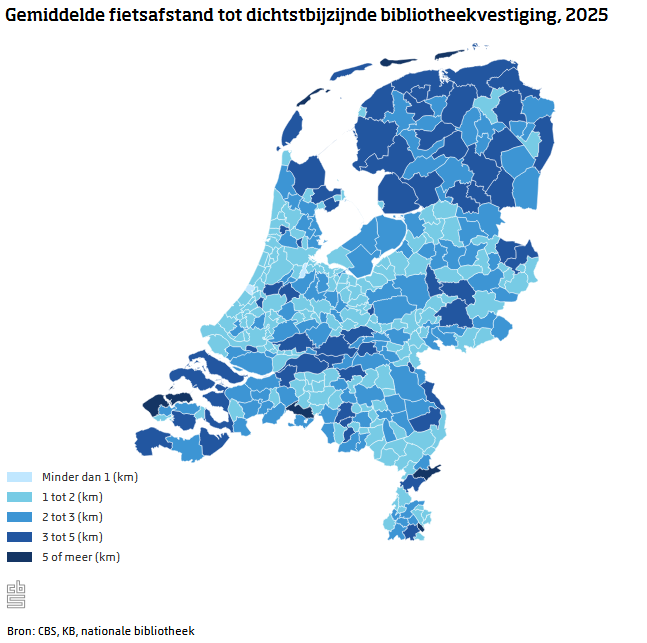 Gemiddelde fietsafstand tot dichtstbijzijnde bibliotheekvestiging, 2025
Minder dan 1 (km)
1 tot 2 (km)
2 tot 3 (km)
3 tot 5 (km)
5 of meer (km)
cbs
Bron: CBS, KB, nationale bibliotheek